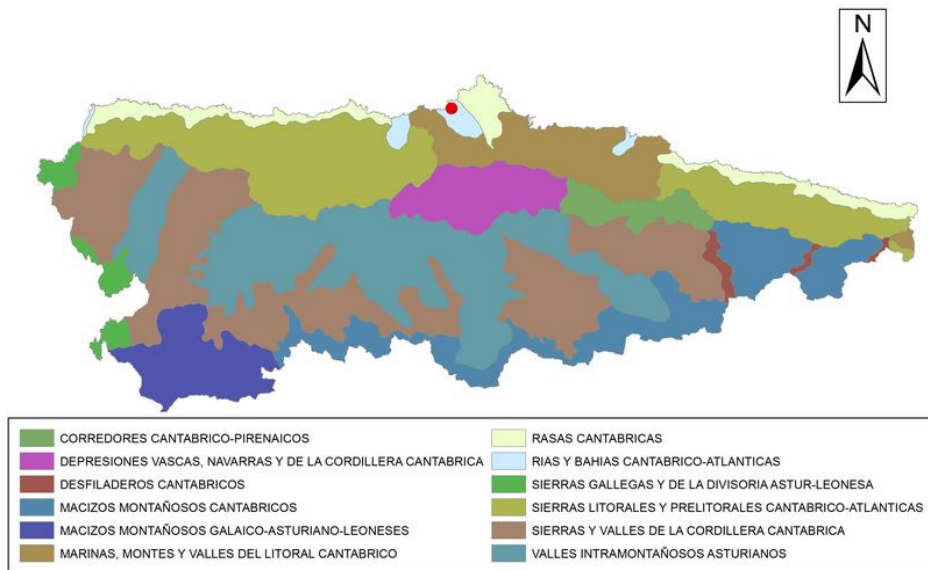 N
CORREDORES CANTABRICO-PIRENAICOS
DEPRESIONES VASCAS, NAVARRAS Y DE LA CORDILLERA CANTABRICA
DESFILADEROS CANTABRICOS
MACIZOS MONTAÑOSOS CANTABRICOS
MACIZOS MONTAÑOSOS GALAICO-ASTURIANO-LEONESES
MARINAS, MONTES Y VALLES DEL LITORAL CANTABRICO
RASAS CANTABRICAS
RIAS Y BAHIAS CANTABRICO-ATLANTICAS
SIERRAS GALLEGAS Y DE LA DIVISORIA ASTUR-LEONESA
SIERRAS LITORALES Y PRELITORALES CANTABRICO-ATLANTICAS
SIERRAS Y VALLES DE LA CORDILLERA CANTABRICA
VALLES INTRAMONTAÑOSOS ASTURIANOS